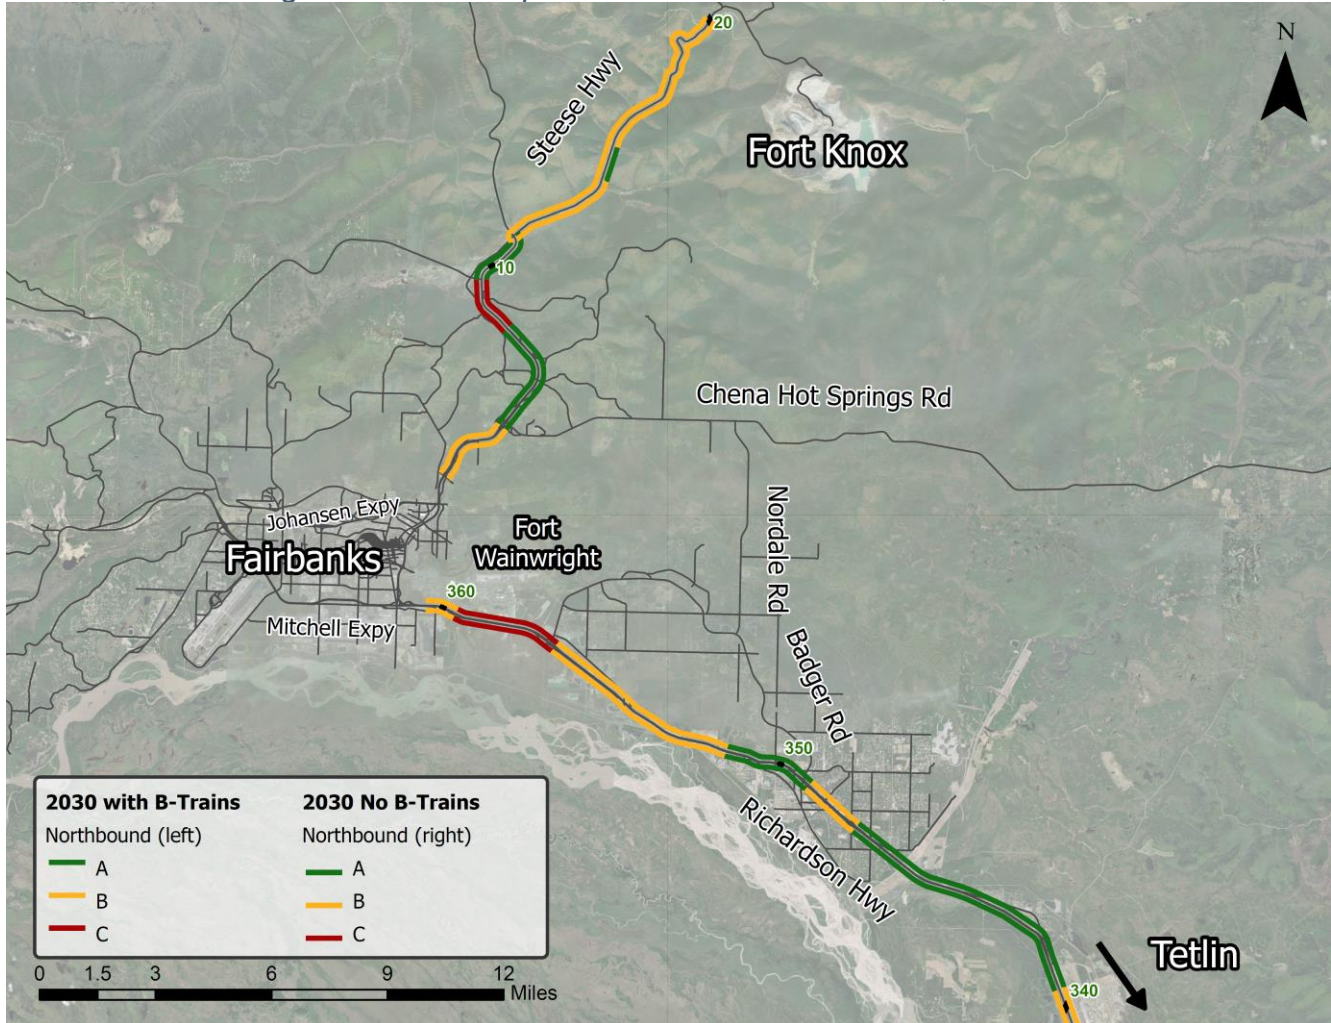 20
N
Steese Hwy
Fort Knox
10
Chena Hot Springs Rd
Nordale Rd
Johansen Expy
Fort
Wainwright
Fairbanks
360
Mitchell Expy
Badger Rd
350
Richardson Hwy
Tetlin
340
2030 with B-Trains
2030 No B-Trains
Northbound (left)
Northbound (right)
A
A
B
B
C
C
0 1.5 3 6 9 12
Miles